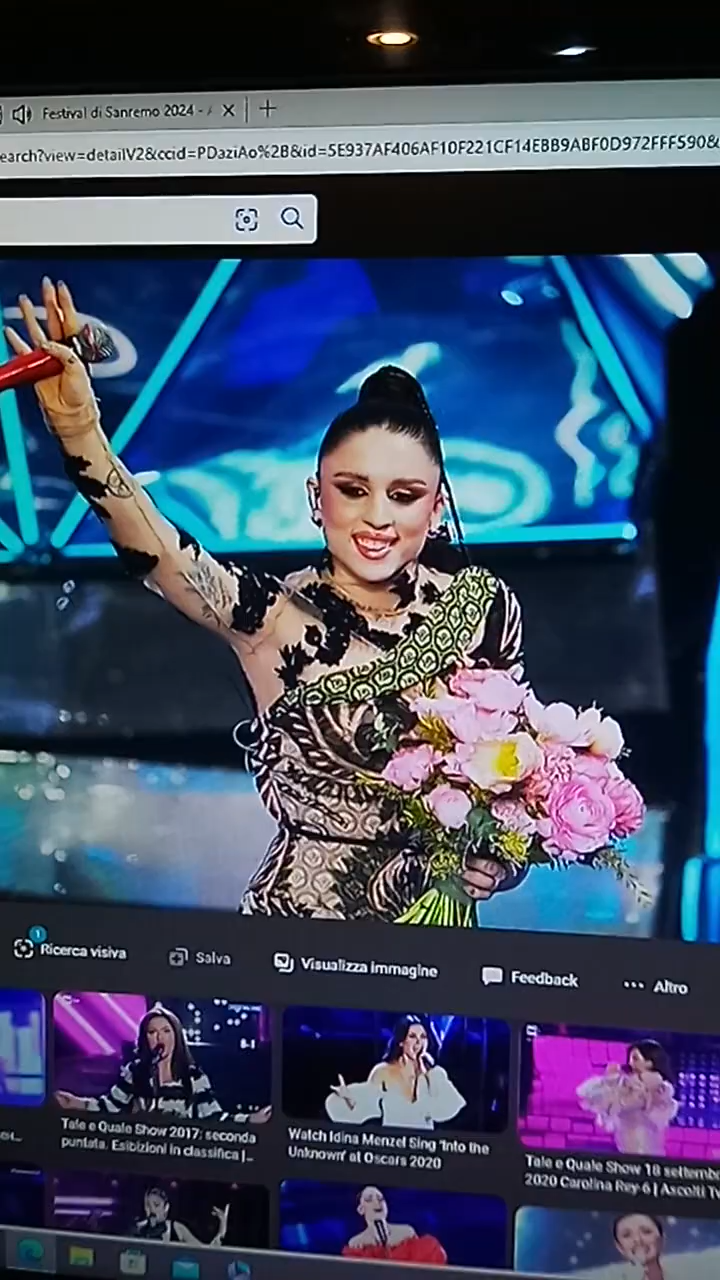 Festival di Sanremo 2024 -
earch?view=detailV2&ccid=PDaziAo%2B&id=5E937AF406AF10F221CF14EBB9ABF0D972FFF590&
1
Ricerca visiva
Salva
Visualizza immagine
Feedback
Altro
Tale e Quale Show 2017: seconda
puntata. Esibizioni in classifica |...
Watch Idina Menzel Sing 'Into the
Unknown' at Oscars 2020
Tale e Quale Show 18 settemb
2020 Carolina Rey-6 | Ascolti T